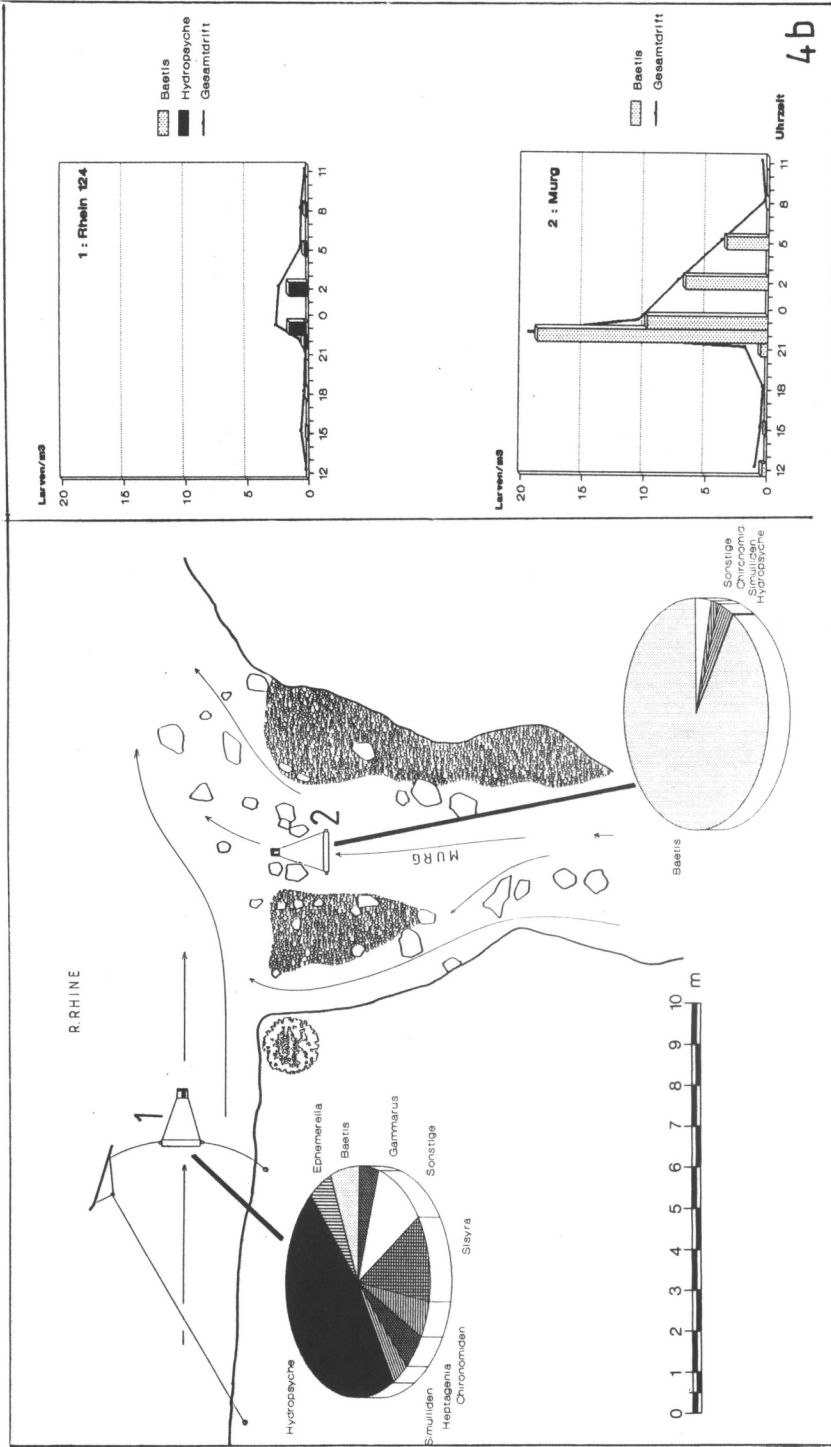 R.RHINE
1
2
MURG
Ephemerella
Baetis
Gammarus
Sonstige
Sisyra
Chironomiden
Heptagenia
Simuliiden
Hydropsyche
Baetis
Sonstige
Chironomid.
Simuliiden
Hydropsyche
0 1 2 3 4 5 6 7 8 9 10
m
Larven/m3
20
15
10
5
0
1 : Rhein 124
12 15 18 21 0 2 5 8 11
Baetis
Hydropsyche
Gesamtdrift
Larven/m3
20
15
10
5
0
2 : Murg
12 15 18 21 0 2 5 8 11
Uhrzeit
Baetis
Gesamtdrift
4b